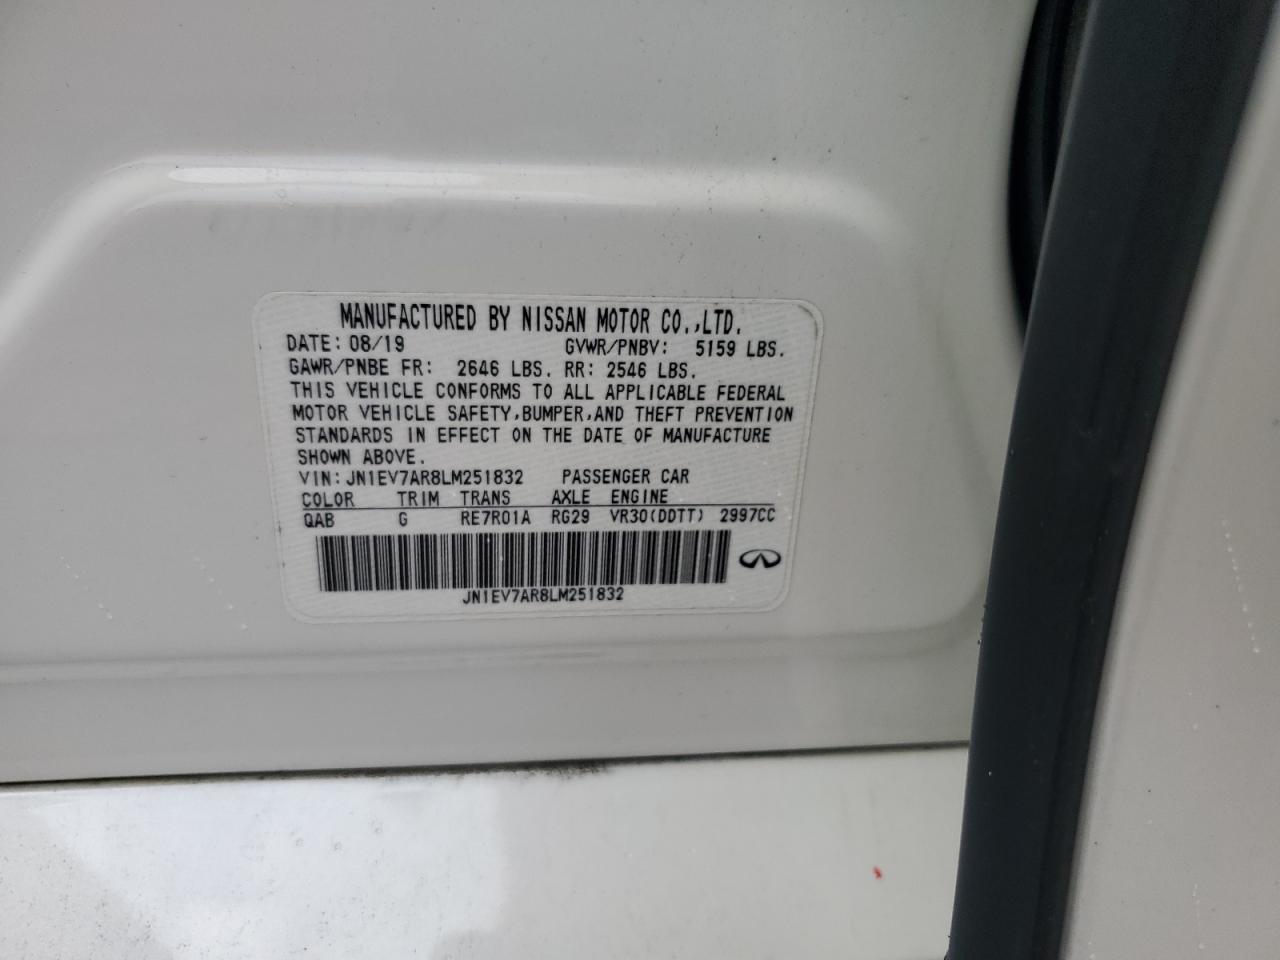 MANUFACTURED BY NISSAN MOTOR CO.,LTD.
DATE: 08/19 GVWR/PNBV: 5159 LBS.
GAWR/PNBE FR: 2646 LBS. RR: 2546 LBS.
THIS VEHICLE CONFORMS TO ALL APPLICABLE FEDERAL
MOTOR VEHICLE SAFETY,BUMPER,AND THEFT PREVENTION
STANDARDS IN EFFECT ON THE DATE OF MANUFACTURE
SHOWN ABOVE.
VIN:JN1EV7AR8LM251832 PASSENGER CAR
COLOR TRIM TRANS AXLE ENGINE
QAB G RE7R01A RG29 VR30(DDTT) 2997CC
JN1EV7AR8LM251832